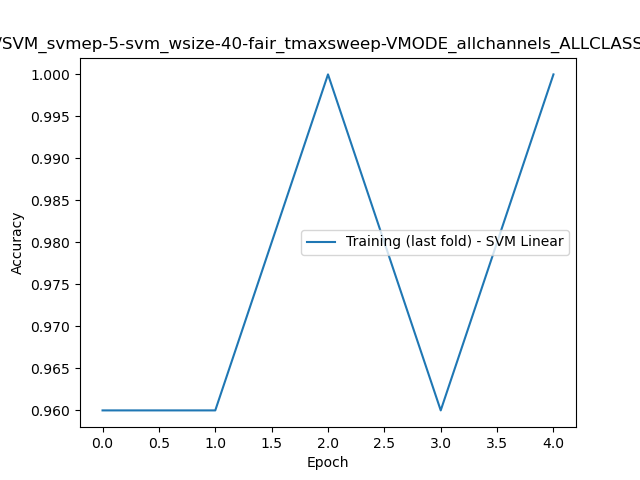 SVM_svmep-5-svm_wsize-40-fair_tmaxsweep-VMODE_allchannels_ALLCLASS
1.000
0.995
0.990
0.985
0.980
0.975
0.970
0.965
0.960
Accuracy
Training (last fold) - SVM Linear
0.0 0.5 1.0 1.5 2.0 2.5 3.0 3.5 4.0
Epoch